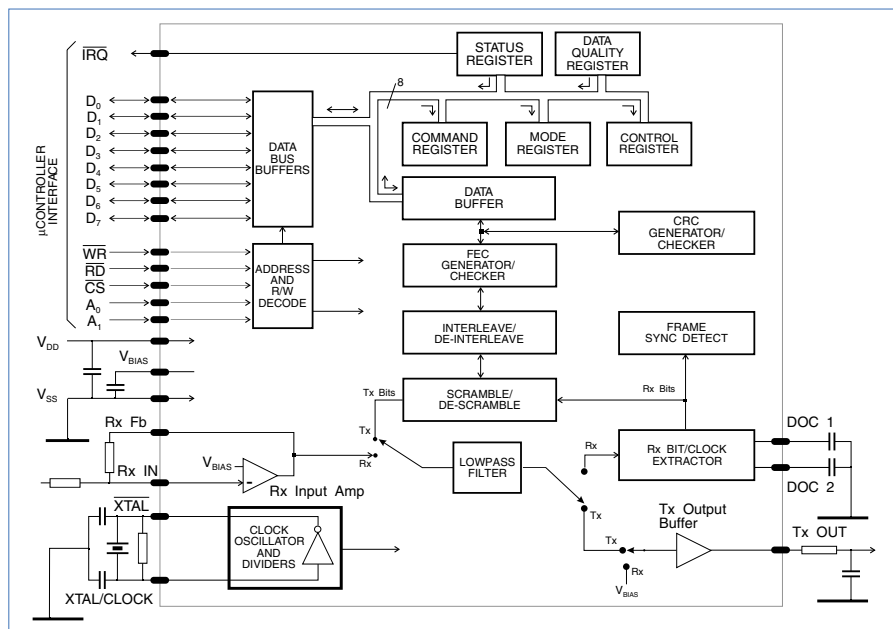 STATUS
REGISTER
DATA
QUALITY
REGISTER
IRQ
8
D0
D1
D2
D3
D4
D5
D6
D7
DATA
BUS
BUFFERS
COMMAND
REGISTER
MODE
REGISTER
CONTROL
REGISTER
µCONTROLLER
INTERFACE
DATA
BUFFER
CRC
GENERATOR/
CHECKER
WR
RD
CS
A0
A1
ADDRESS
AND
R/W
DECODE
FEC
GENERATOR/
CHECKER
VDD
VBIAS
VSS
INTERLEAVE/
DE-INTERLEAVE
FRAME
SYNC DETECT
Tx Bits
SCRAMBLE/
DE-SCRAMBLE
Rx Bits
Rx Fb
Rx IN
VBIAS
Rx Input Amp
Tx
Rx
LOWPASS
FILTER
Rx
Rx BIT/CLOCK
EXTRACTOR
DOC 1
DOC 2
XTAL
XTAL/CLOCK
CLOCK
OSCILLATOR
AND
DIVIDERS
Tx
Tx
Rx
VBIAS
Tx Output
Buffer
Tx OUT